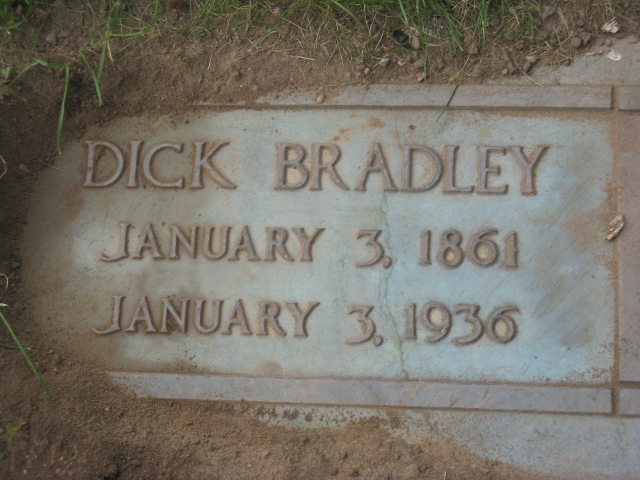 DICK BRADLEY
JANUARY 3, 1861
JANUARY 3, 1936